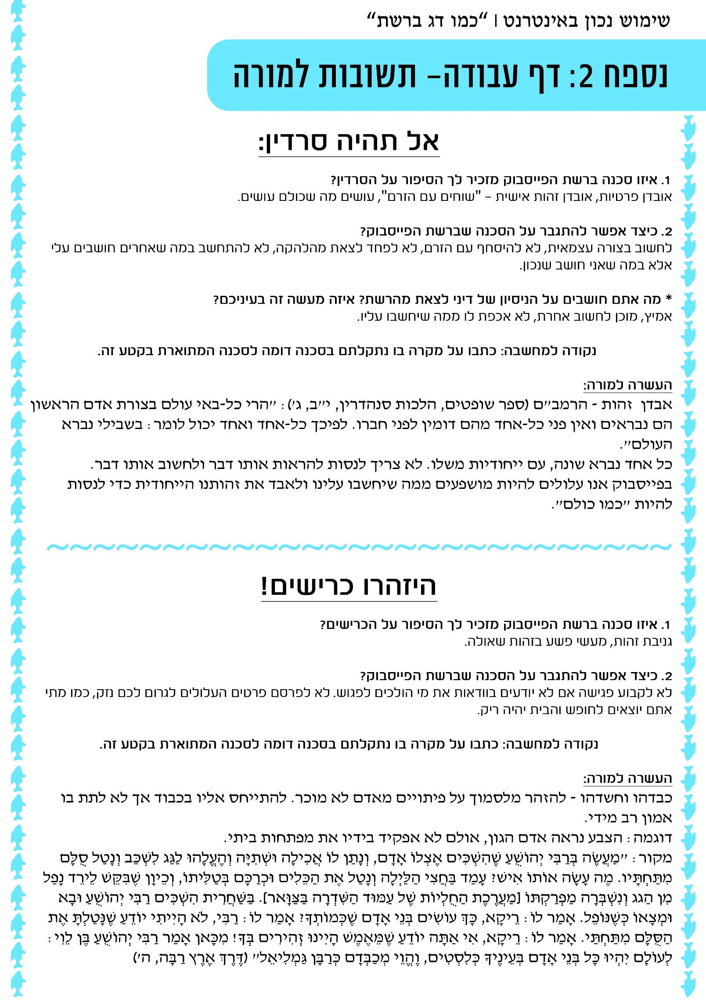 שימוש נכון באינטרנט | “כמו דג ברשת“
נספח 2: דף עבודה– תשובות למורה
אל תהיה סרדין:
1. איזו סכנה ברשת הפייסבוק מזכיר לך הסיפור על הסרדין?
אובדן פרטיות, אובדן זהות אישית – "שוחים עם הזרם", עושים מה שכולם עושים.
2. כיצד אפשר להתגבר על הסכנה שברשת הפייסבוק?
לחשוב בצורה עצמאית, לא להיסחף עם הזרם, לא לפחד לצאת מהלהקה, לא להתחשב במה שאחרים חושבים עלי
אלא במה שאני חושב שנכון.
* מה אתם חושבים על הניסיון של דיני לצאת מהרשת? איזה מעשה זה בעיניכם?
אמיץ, מוכן לחשוב אחרת, לא אכפת לו ממה שיחשבו עליו.
נקודה למחשבה: כתבו על מקרה בו נתקלתם בסכנה דומה לסכנה המתוארת בקטע זה.
העשרה למורה:
אבדן  זהות - הרמב״ם (ספר שופטים, הלכות סנהדרין, י״ב, ג׳): ״הרי כל-באי עולם בצורת אדם הראשון
הם נבראים ואין פני כל-אחד מהם דומין לפני חברו. לפיכך כל-אחד ואחד יכול לומר: בשבילי נברא
העולם״.
כל אחד נברא שונה, עם ייחודיות משלו. לא צריך לנסות להראות אותו דבר ולחשוב אותו דבר.
בפייסבוק אנו עלולים להיות מושפעים ממה שיחשבו עלינו ולאבד את זהותנו הייחודית כדי לנסות
להיות ״כמו כולם״.
היזהרו כרישים!
1. איזו סכנה ברשת הפייסבוק מזכיר לך הסיפור על הכרישים?
גניבת זהות, מעשי פשע בזהות שאולה.
2. כיצד אפשר להתגבר על הסכנה שברשת הפייסבוק?
לא לקבוע פגישה אם לא יודעים בוודאות את מי הולכים לפגוש. לא לפרסם פרטים העלולים לגרום לכם נזק, כמו מתי
אתם יוצאים לחופש והבית יהיה ריק.
נקודה למחשבה: כתבו על מקרה בו נתקלתם בסכנה דומה לסכנה המתוארת בקטע זה.
העשרה למורה:
כבדהו וחשדהו - להזהר מלסמוך על פיתויים מאדם לא מוכר. להתייחס אליו בכבוד אך לא לתת בו
אמון רב מידי.
דוגמה: הצבע נראה אדם הגון, אולם לא אפקיד בידיו את מפתחות ביתי.
מקור: ״מַעֲשֶׂה בְּרַבִּי יְהוֹשֻׁעַ שֶׁהִשְׁכִּים אֶצְלוֹ אָדָם, וְנָתַן לוֹ אֲכִילָה וּשְׁתִיָּה וְהֶעֱלָהוּ לַגַּג לִשְׁכַּב וְנָטַל סֻלָּם
מִתַּחְתָּיו. מֶה עָשָׂה אוֹתוֹ אִישׁ? עָמַד בַּחֲצִי הַלַּיְלָה וְנָטַל אֶת הַכֵּלִים וּכְרַכָּם בְּטַלִּיתוֹ, וְכֵיוָן שֶׁבִּקֵּשׁ לֵירֵד נָפַל
מִן הַגג וְנִשְׁבְּרָה מַפְרַקְתּוֹ [מַעֲרֶכֶת הַחֻלְיוֹת שֶׁל עַמּוּד הַשִּׁדְרָה בַּצַּוָּאר]. בַּשַּׁחֲרִית הִשְׁכִּים רַבִּי יְהוֹשֻׁעַ וּבָא
וּמְצָאוֹ כְּשֶׁנּוֹפֵל. אָמַר לוֹ: רֵיקָא, כָּךְ עוֹשִׂים בְּנֵי אָדָם שֶׁכְּמוֹתְךָ? אָמַר לוֹ: רַבִּי, לֹא הָיִיתִי יוֹדֵעַ שֶׁנָּטַלְתָּ אֶת
הַסֻּלָּם מִתַּחְתַּי. אָמַר לוֹ: רֵיקָא, אִי אַתָּה יוֹדֵעַ שֶׁמֵּאֶמֶשׁ הָיִינוּ זְהִירִים בְּךָ! מִכָּאן אָמַר רַבִּי יְהוֹשֻׁעַ בֶּן לֵוִי:
לְעוֹלָם יִהְיוּ כָּל בְּנֵי אָדָם בְּעֵינֶיךָ כְּלִסְטִים, וֶהֱוֵי מְכַבְּדָם כְּרַבָּן גַּמְלִיאֵל״ (דֶּרֶךְ אֶרֶץ רַבָּה, ה׳)